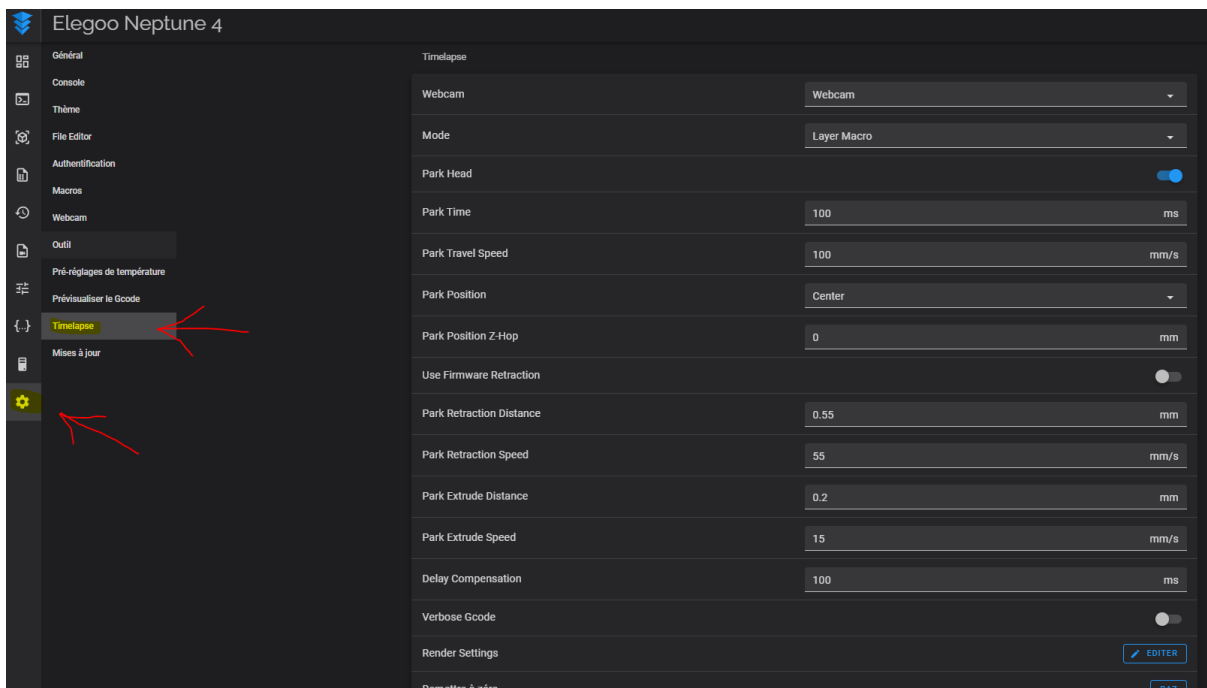 Elegoo Neptune 4
Général
Console
Thème
File Editor
Authentification
Macros
Webcam
Outil
Pré-réglages de température
Prévisualiser le Gcode
Timelapse
Mises à jour
Timelapse
Webcam Webcam
Mode Layer Macro
Park Head
Park Time 100 ms
Park Travel Speed 100 mm/s
Park Position Center
Park Position Z-Hop 0 mm
Use Firmware Retraction
Park Retraction Distance 0.55 mm
Park Retraction Speed 55 mm/s
Park Extrude Distance 0.2 mm
Park Extrude Speed 15 mm/s
Delay Compensation 100 ms
Verbose Gcode
Render Settings EDITER
Remettre à zéro RAZ